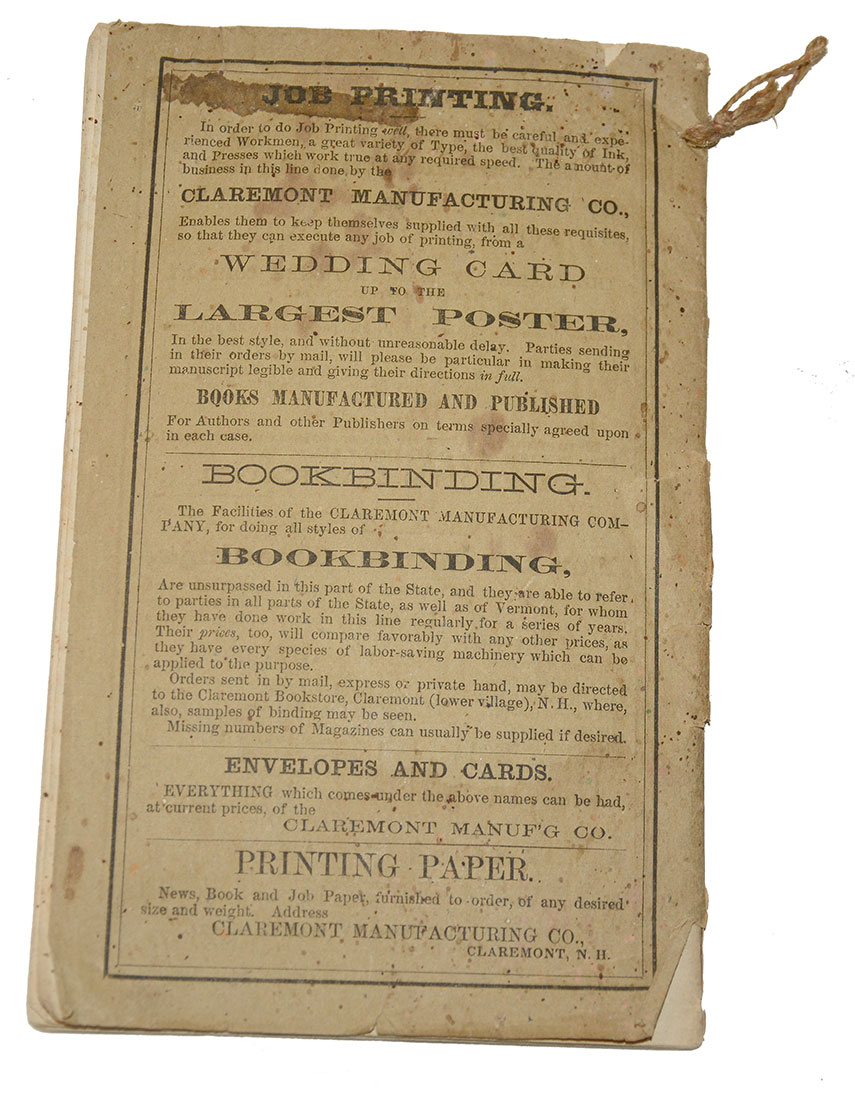 JOB PRINTING.
In order to do Job Printing well, there must be careful and expe-
rienced Workmen, a great variety of Type, the best quality of Ink,
and Presses which work true at any required speed. The amount of
business in this line done by the
CLAREMONT MANUFACTURING CO.,
Enables them to keep themselves supplied with all these requisites,
so that they can execute any job of printing, from a
WEDDING CARD
UP TO THE
LARGEST POSTER,
In the best style, and without unreasonable delay. Parties sending
in their orders by mail, will please be particular in making their
manuscript legible and giving their directions in full.
BOOKS MANUFACTURED AND PUBLISHED
For Authors and other Publishers on terms specially agreed upon
in each case.
BOOKBINDING.
The Facilities of the CLAREMONT MANUFACTURING COM-
PANY, for doing all styles of
BOOKBINDING,
Are unsurpassed in this part of the State, and they are able to refer
to parties in all parts of the State, as well as of Vermont, for whom
they have done work in this line regularly for a series of years.
Their prices, too, will compare favorably with any other prices, as
they have every species of labor-saving machinery which can be
applied to the purpose.
Orders sent in by mail, express or private hand, may be directed
to the Claremont Bookstore, Claremont (lower village), N. H., where,
also, samples of binding may be seen.
Missing numbers of Magazines can usually be supplied if desired.
ENVELOPES AND CARDS.
EVERYTHING which comes under the above names can be had,
at current prices, of the
CLAREMONT MANUF'G CO.
PRINTING PAPER.
News, Book and Job Paper, furnished to order, of any desired
size and weight. Address
CLAREMONT MANUFACTURING CO.,
CLAREMONT, N. H.